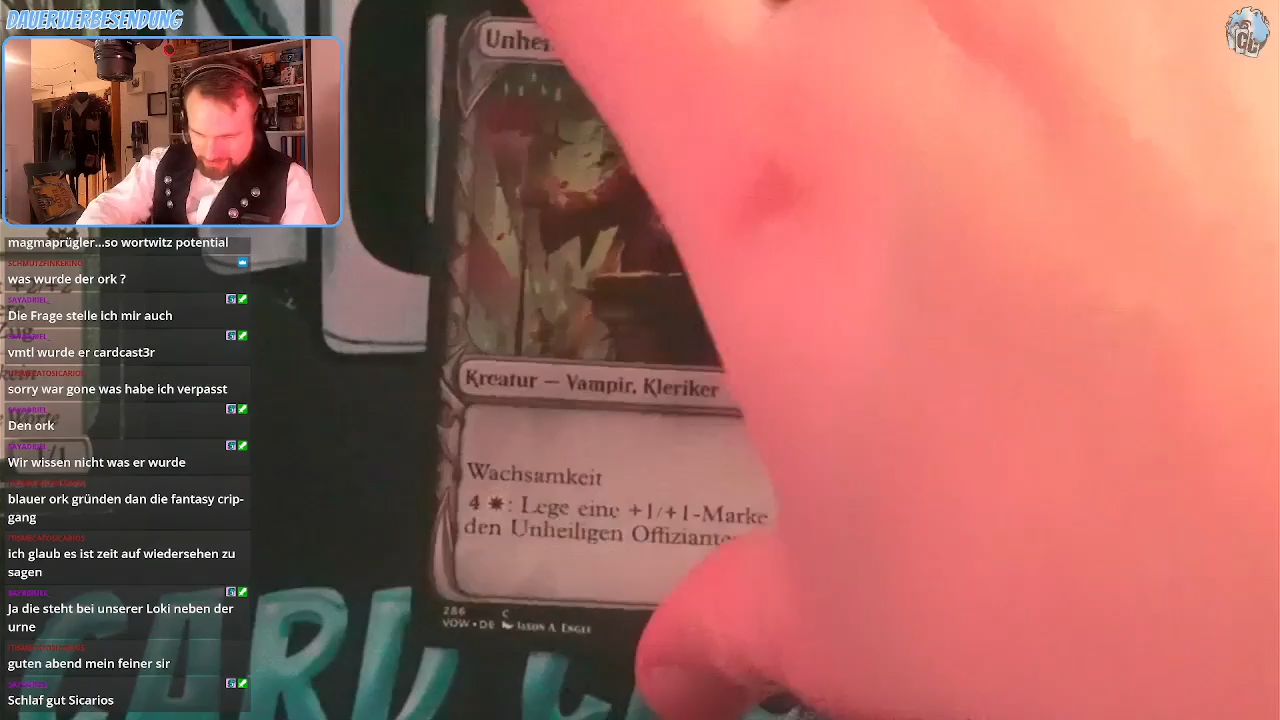 DAUERWERBESENDUNG
magmaprügler...so wortwitz potential
was wurde der ork ?
Die Frage stelle ich mir auch
vmtl wurde er cardcast3r
sorry war gone was habe ich verpasst
Den ork
Wir wissen nicht was er wurde
blauer ork gründen dan die fantasy crip-
gang
ich glaub es ist zeit auf wiedersehen zu
sagen
Ja die steht bei unserer Loki neben der
urne
guten abend mein feiner sir
Schlaf gut Sicarios
Kreatur — Vampir, Kleriker
Wachsamkeit
4 : Lege eine +1/+1-Marke
den Unheiligen
286 C
VOW • DE JASON A. ENGLE
CARD
CC